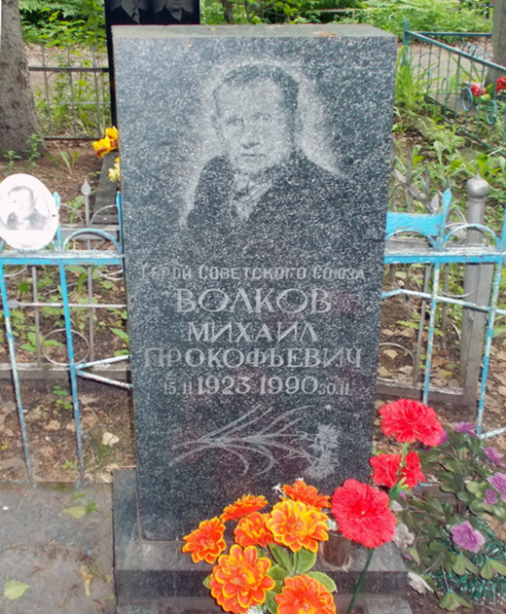 Герой Советского Союза
ВОЛКОВ
МИХАИЛ
ПРОКОФЬЕВИЧ
15.II 1923 1990 30.II